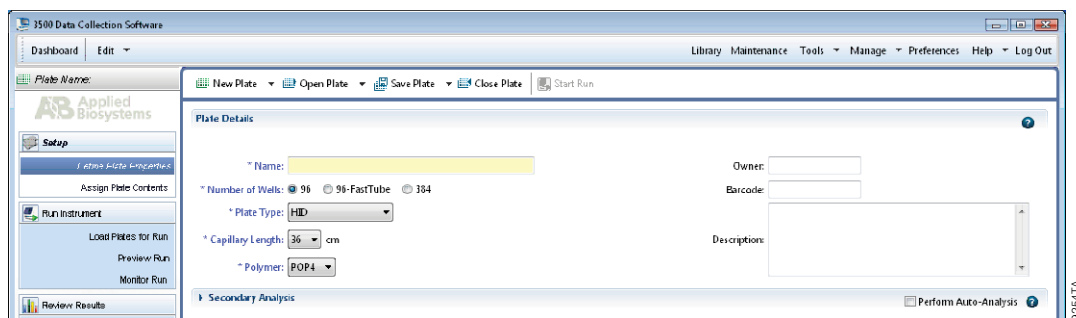 3500 Data Collection Software
Dashboard Edit Library Maintenance Tools Manage Preferences Help Log Out
Plate Name:
New Plate Open Plate Save Plate Close Plate Start Run
AB Applied Biosystems
Plate Details
Setup
Define Plate Properties
Assign Plate Contents
Run Instrument
Load Plates for Run
Preview Run
Monitor Run
Review Results
* Name:
Owner:
* Number of Wells: 96 96-FastTube 384
Barcode:
* Plate Type: HID
* Capillary Length: 36 cm
Description:
* Polymer: POP4
Secondary Analysis
Perform Auto-Analysis